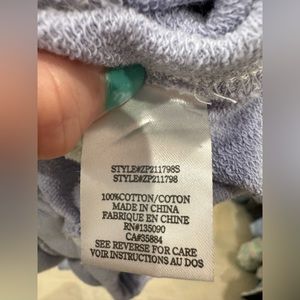 STYLE#ZP211798S
STYLE#ZP211798
100%COTTON/COTON
MADE IN CHINA
FABRIQUE EN CHINE
RN#135090
CA#35884
SEE REVERSE FOR CARE
VOIR INSTRUCTIONS AU DOS